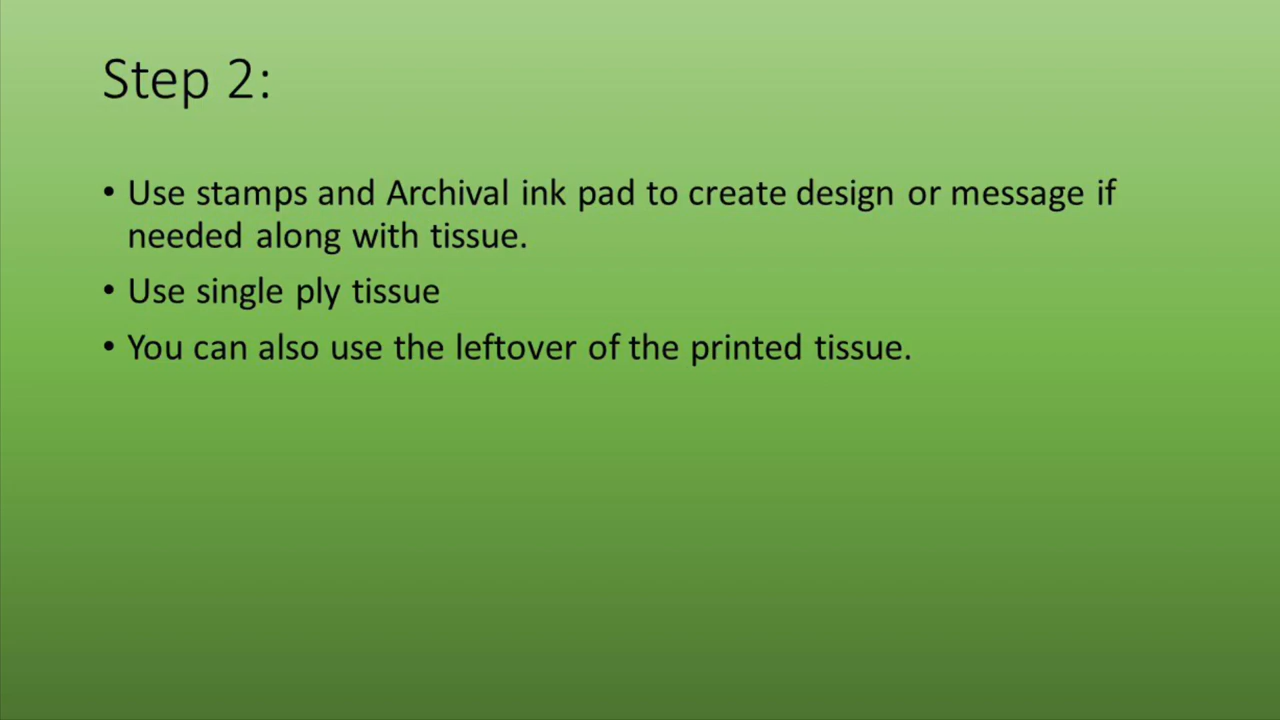 Step 2:
• Use stamps and Archival ink pad to create design or message if
needed along with tissue.
• Use single ply tissue
• You can also use the leftover of the printed tissue.